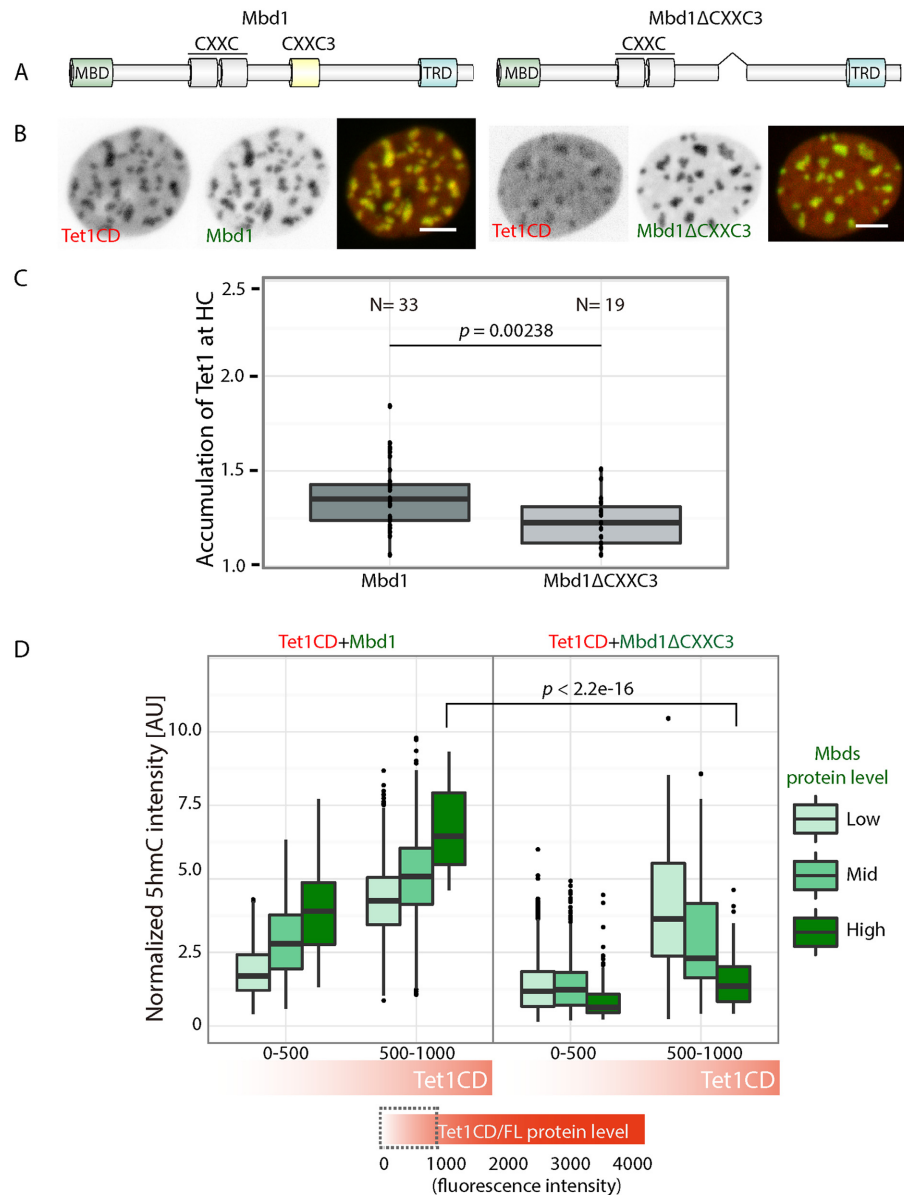 Mbd1
Mbd1ΔCXXC3
CXXC
CXXC3
CXXC
A
MBD
TRD
MBD
TRD
B
Tet1CD
Mbd1
Tet1CD
Mbd1ΔCXXC3
C
Accumulation of Tet1 at HC
2.5
2.0
1.5
1.0
N= 33
N= 19
p = 0.00238
Mbd1
Mbd1ΔCXXC3
D
Tet1CD+Mbd1
Tet1CD+Mbd1ΔCXXC3
p < 2.2e-16
Normalized 5hmC intensity [AU]
10.0
7.5
5.0
2.5
0
Mbds
protein level
Low
Mid
High
0-500
500-1000
0-500
500-1000
Tet1CD
Tet1CD
Tet1CD/FL protein level
0 1000 2000 3000 4000
(fluorescence intensity)